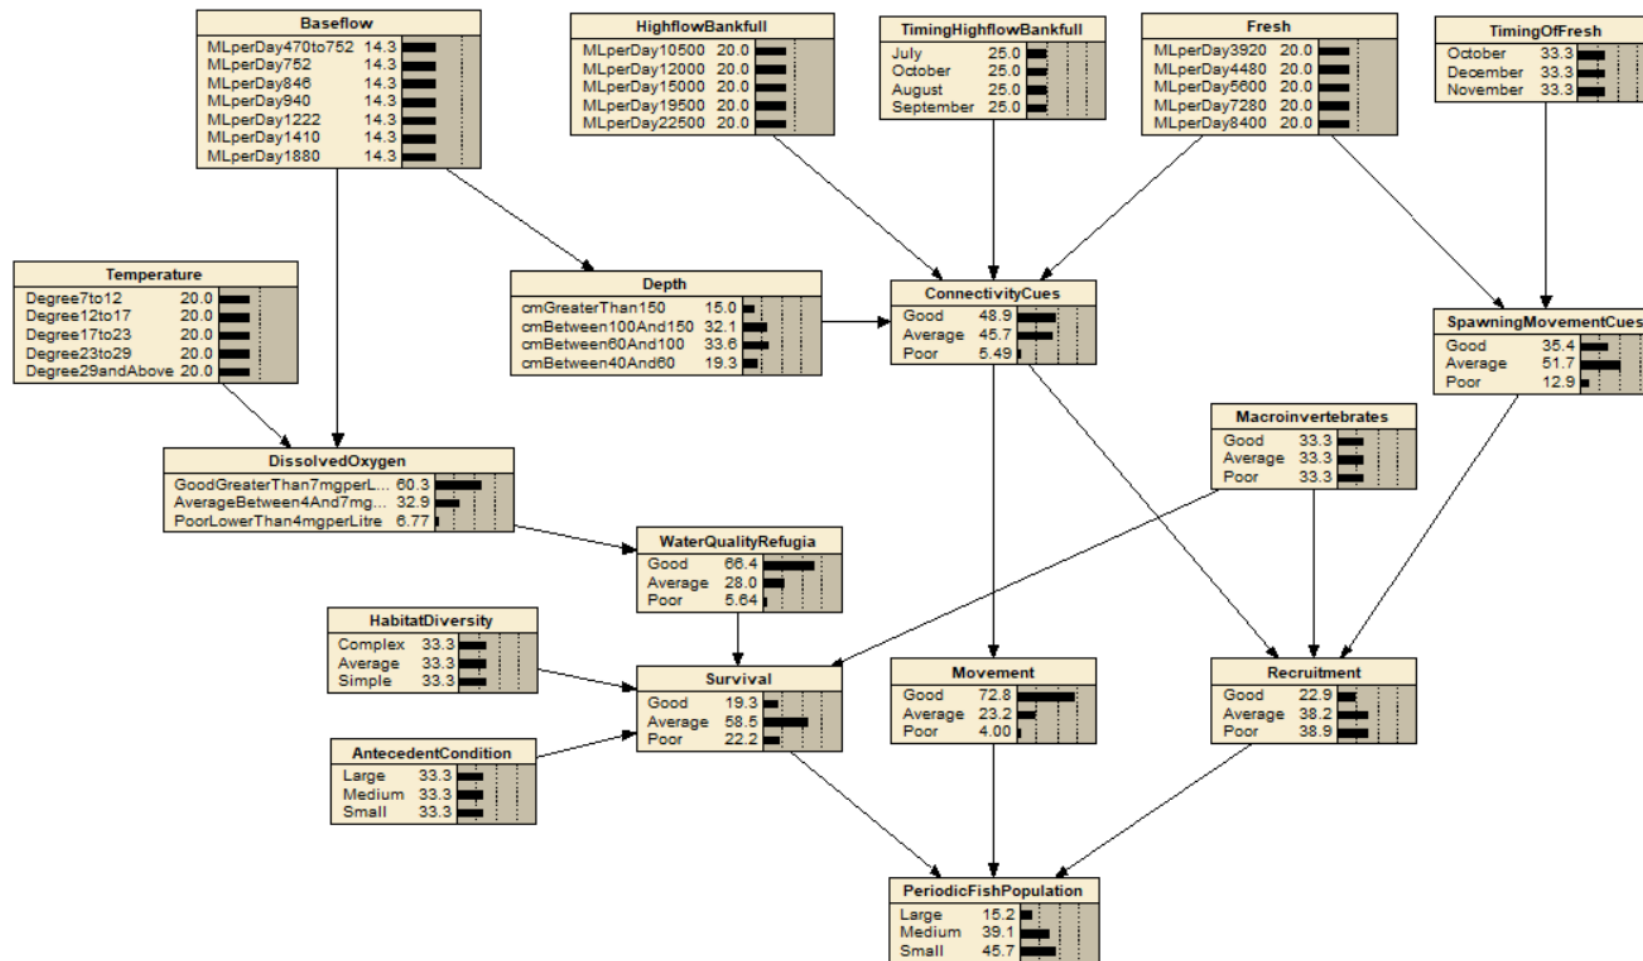 Baseflow
MLperDay470to752 14.3
MLperDay752 14.3
MLperDay846 14.3
MLperDay940 14.3
MLperDay1222 14.3
MLperDay1410 14.3
MLperDay1880 14.3
HighflowBankfull
MLperDay10500 20.0
MLperDay12000 20.0
MLperDay15000 20.0
MLperDay19500 20.0
MLperDay22500 20.0
TimingHighflowBankfull
July 25.0
October 25.0
August 25.0
September 25.0
Fresh
MLperDay3920 20.0
MLperDay4480 20.0
MLperDay5600 20.0
MLperDay7280 20.0
MLperDay8400 20.0
TimingOfFresh
October 33.3
December 33.3
November 33.3
Temperature
Degree7to12 20.0
Degree12to17 20.0
Degree17to23 20.0
Degree23to29 20.0
Degree29andAbove 20.0
Depth
cmGreaterThan150 15.0
cmBetween100And150 32.1
cmBetween60And100 33.6
cmBetween40And60 19.3
ConnectivityCues
Good 48.9
Average 45.7
Poor 5.49
SpawningMovementCues
Good 35.4
Average 51.7
Poor 12.9
Macroinvertebrates
Good 33.3
Average 33.3
Poor 33.3
DissolvedOxygen
GoodGreaterThan7mgperL... 60.3
AverageBetween4And7mg... 32.9
PoorLowerThan4mgperLitre 6.77
WaterQualityRefugia
Good 66.4
Average 28.0
Poor 5.64
HabitatDiversity
Complex 33.3
Average 33.3
Simple 33.3
Survival
Good 19.3
Average 58.5
Poor 22.2
Movement
Good 72.8
Average 23.2
Poor 4.00
Recruitment
Good 22.9
Average 38.2
Poor 38.9
AntecedentCondition
Large 33.3
Medium 33.3
Small 33.3
PeriodicFishPopulation
Large 15.2
Medium 39.1
Small 45.7